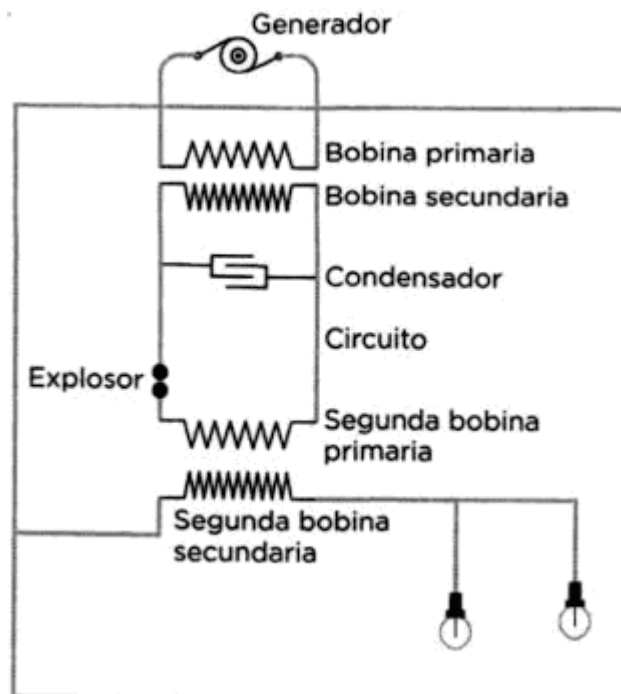 Generador
Bobina primaria
Bobina secundaria
Condensador
Circuito
Explosor
Segunda bobina
primaria
Segunda bobina
secundaria